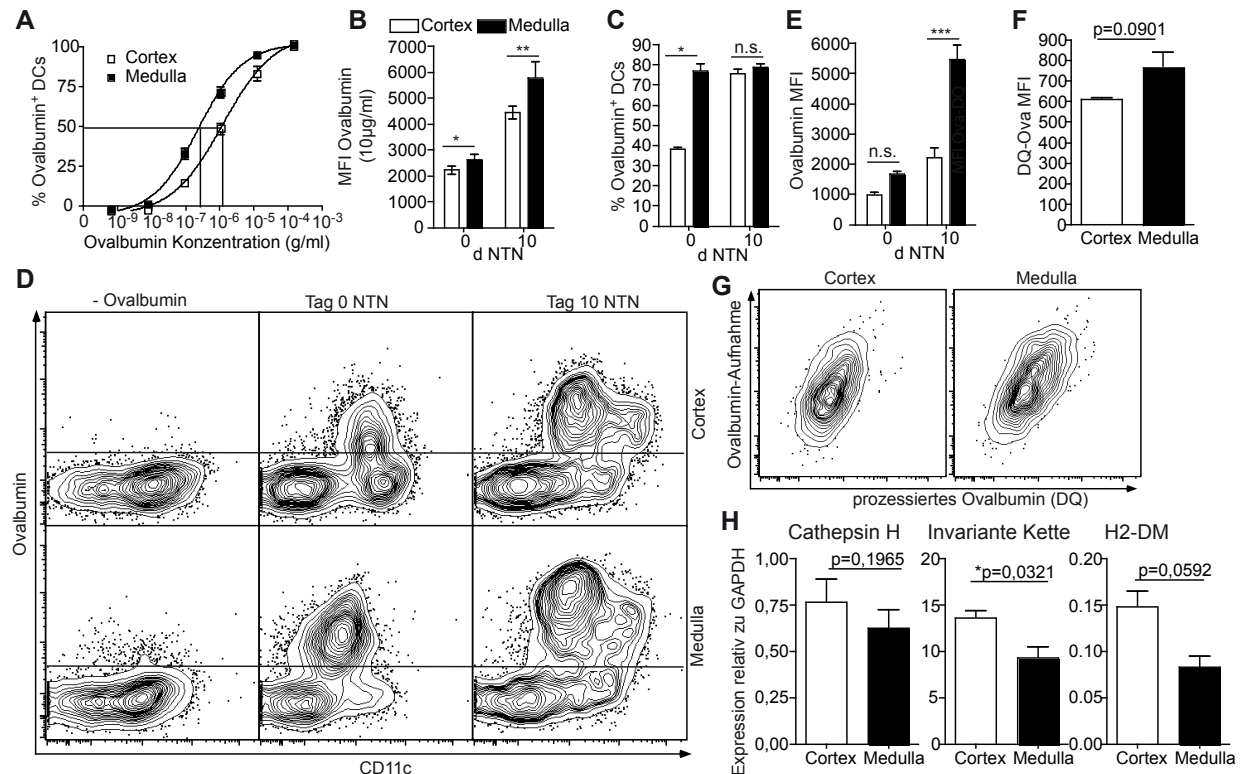 A
% Ovalbumin⁺ DCs
100
75
50
25
0
Cortex
Medulla
0
10⁻⁹
10⁻⁸
10⁻⁷
10⁻⁶
10⁻⁵
10⁻⁴
10⁻³
Ovalbumin Konzentration (g/ml)
B
Cortex
Medulla
MFI Ovalbumin
(10µg/ml)
7000
6000
5000
4000
3000
2000
1000
0
*
**
0
10
d NTN
C
% Ovalbumin⁺ DCs
90
80
70
60
50
40
30
20
10
0
*
n.s.
0
10
d NTN
E
Ovalbumin MFI
6000
5000
4000
3000
2000
1000
0
n.s.
***
MFI Ova-DQ
0
10
d NTN
F
p=0.0901
DQ-Ova MFI
900
800
700
600
500
400
300
200
100
0
Cortex Medulla
D
- Ovalbumin
Tag 0 NTN
Tag 10 NTN
Ovalbumin
Cortex
Medulla
CD11c
G
Cortex
Medulla
Ovalbumin-Aufnahme
prozessiertes Ovalbumin (DQ)
H
Expression relativ zu GAPDH
Cathepsin H
p=0,1965
1,00
0,75
0.50
0,25
0,00
Cortex Medulla
Invariante Kette
*p=0,0321
20
15
10
5
0
Cortex Medulla
H2-DM
p=0,0592
0.20
0.15
0.10
0.05
0.00
Cortex Medulla